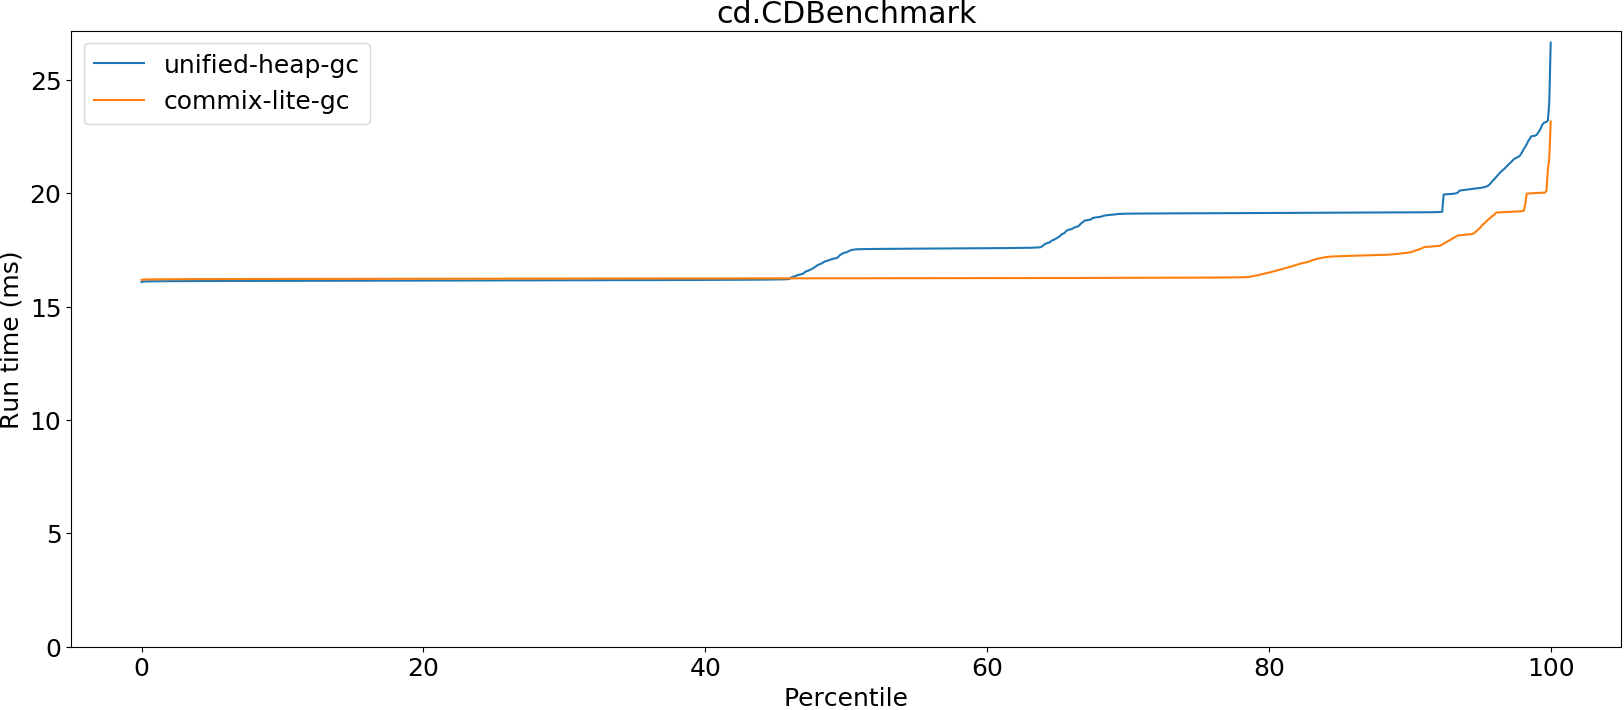 cd.CDBenchmark
unified-heap-gc
commix-lite-gc
Run time (ms)
25
20
15
10
5
0
0 20 40 60 80 100
Percentile